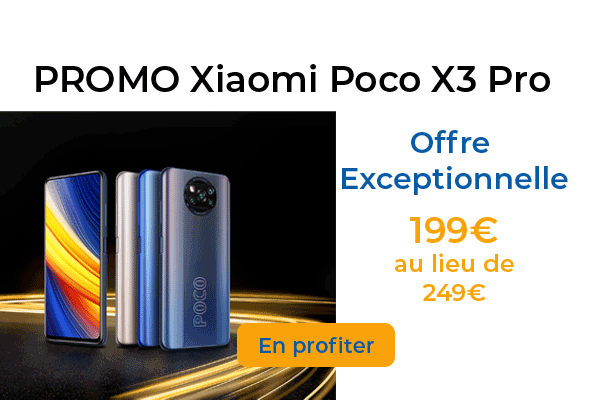 PROMO Xiaomi Poco X3 Pro
Offre
Exceptionnelle
199€
au lieu de
249€
POCO
En profiter